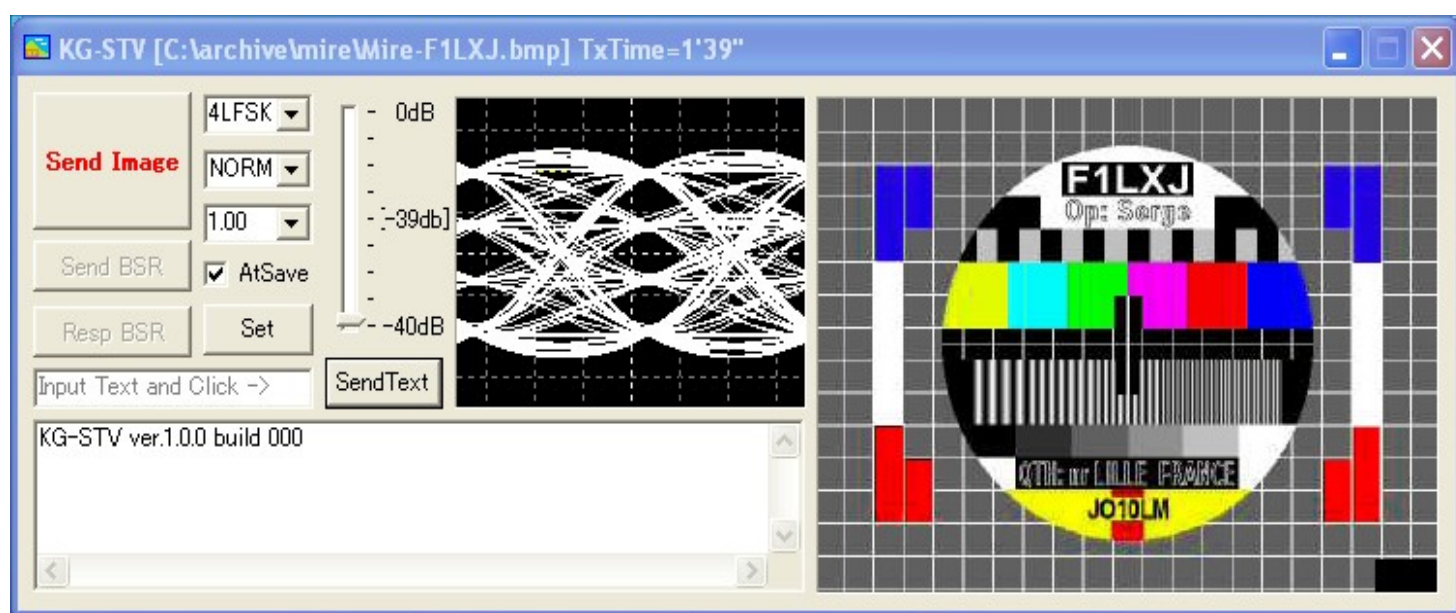 KG-STV [C:\archive\mire\Mire-F1LXJ.bmp] TxTime=1'39"
Send Image
4LFSK
NORM
1.00
Send BSR
AtSave
Resp BSR
Set
0dB
[-39db]
-40dB
Input Text and Click ->
SendText
KG-STV ver.1.0.0 build 000
F1LXJ
Op: Serge
QTH: nr LILLE FRANCE
JO10LM